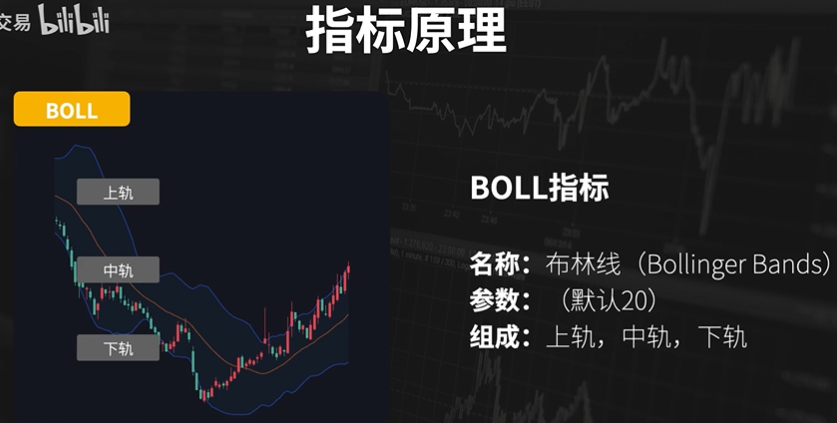 交易 bilibili
指标原理
BOLL
上轨
中轨
下轨
BOLL指标
名称：布林线（Bollinger Bands）
参数：（默认20）
组成：上轨，中轨，下轨